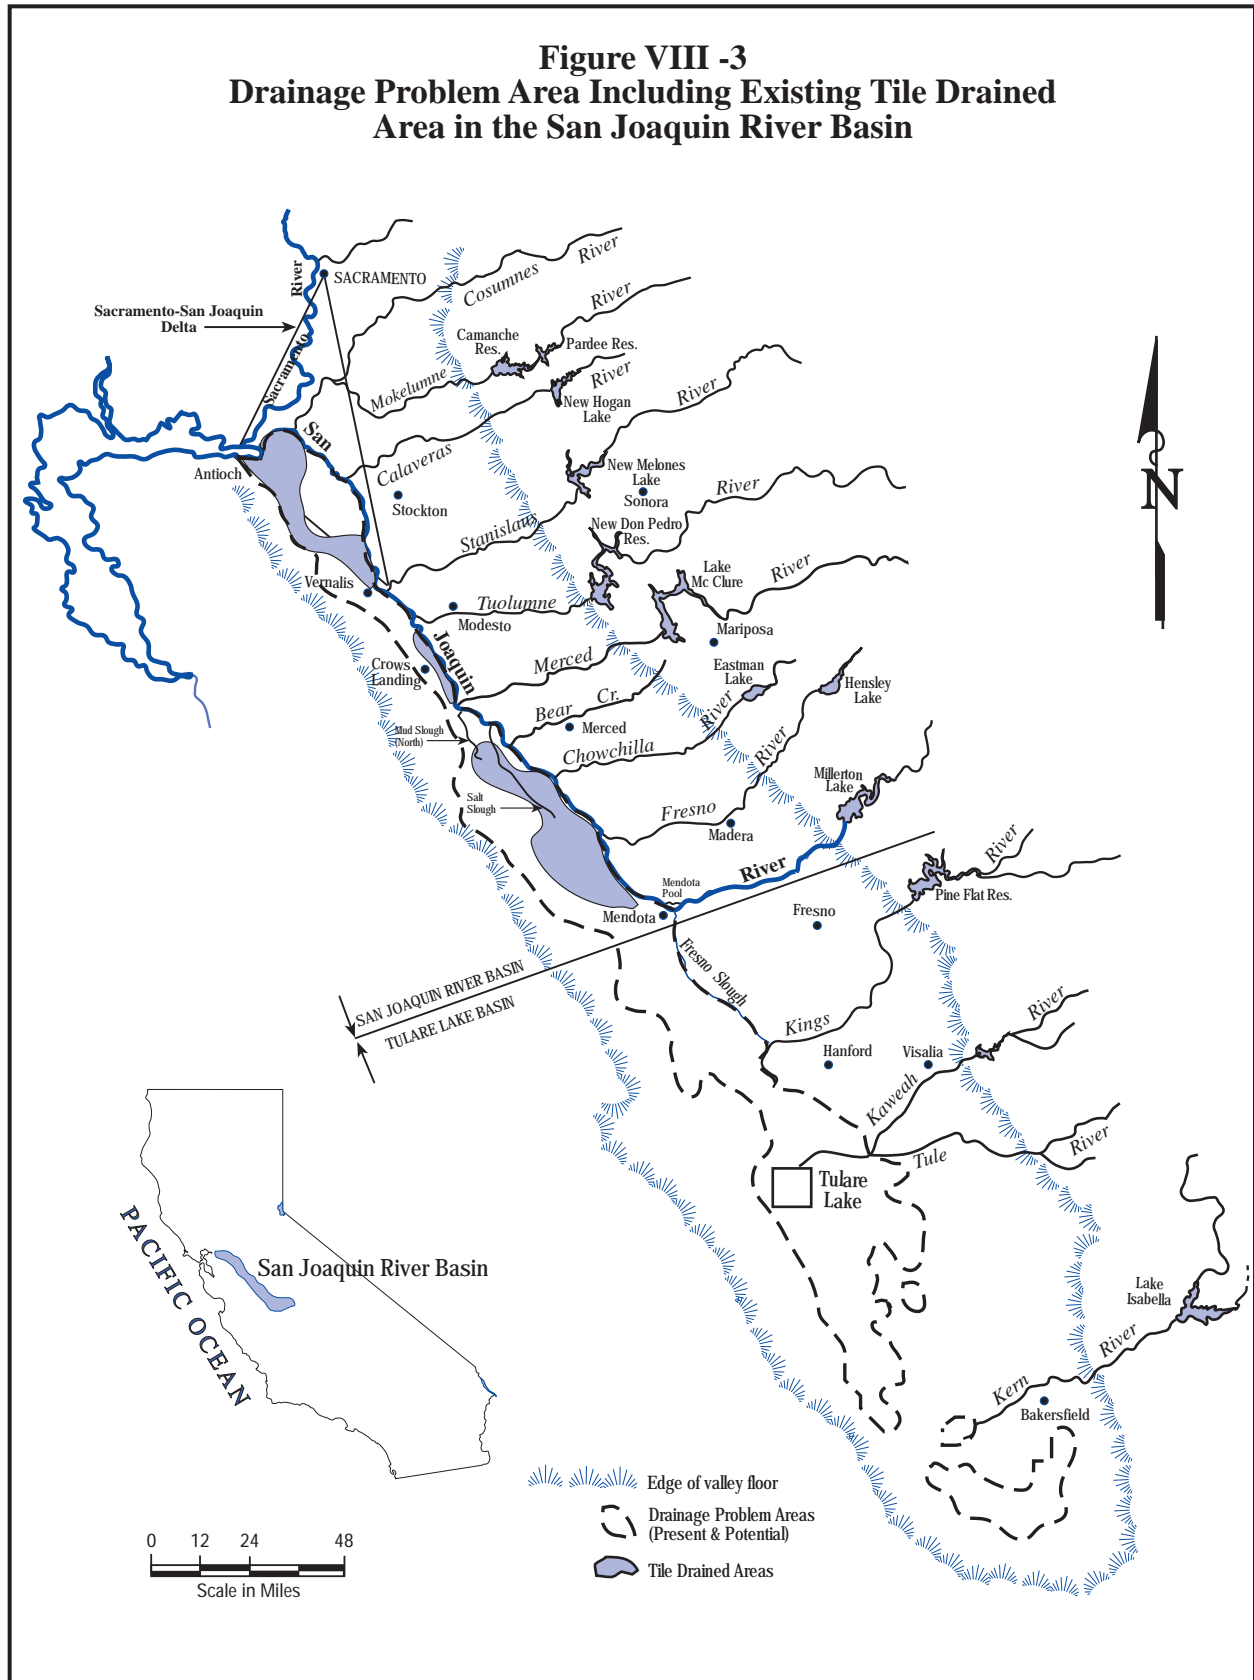 Figure VIII -3
Drainage Problem Area Including Existing Tile Drained
Area in the San Joaquin River Basin
SACRAMENTO
River
Sacramento
Sacramento-San Joaquin
Delta
Cosumnes
River
Camanche
Res.
Pardee Res.
River
Mokelumne
New Hogan
Lake
River
San
Calaveras
River
Antioch
Stockton
New Melones
Lake
Sonora
Stanislaus
New Don Pedro
Res.
River
Lake
Mc Clure
River
Vernalis
Tuolumne
Modesto
Joaquin
Mariposa
Crows
Landing
Merced
Eastman
Lake
Hensley
Lake
Bear
Cr.
Merced
River
Mud Slough
(North)
Chowchilla
River
Millerton
Lake
Salt
Slough
Fresno
Madera
River
River
Mendota
Pool
Pine Flat Res.
Mendota
Fresno
SAN JOAQUIN RIVER BASIN
TULARE LAKE BASIN
Fresno Slough
Kings
River
Hanford
Visalia
Kaweah
Tule
River
Tulare
Lake
PACIFIC OCEAN
San Joaquin River Basin
Lake
Isabella
River
Kern
Bakersfield
N
Edge of valley floor
Drainage Problem Areas
(Present & Potential)
Tile Drained Areas
0 12 24 48
Scale in Miles